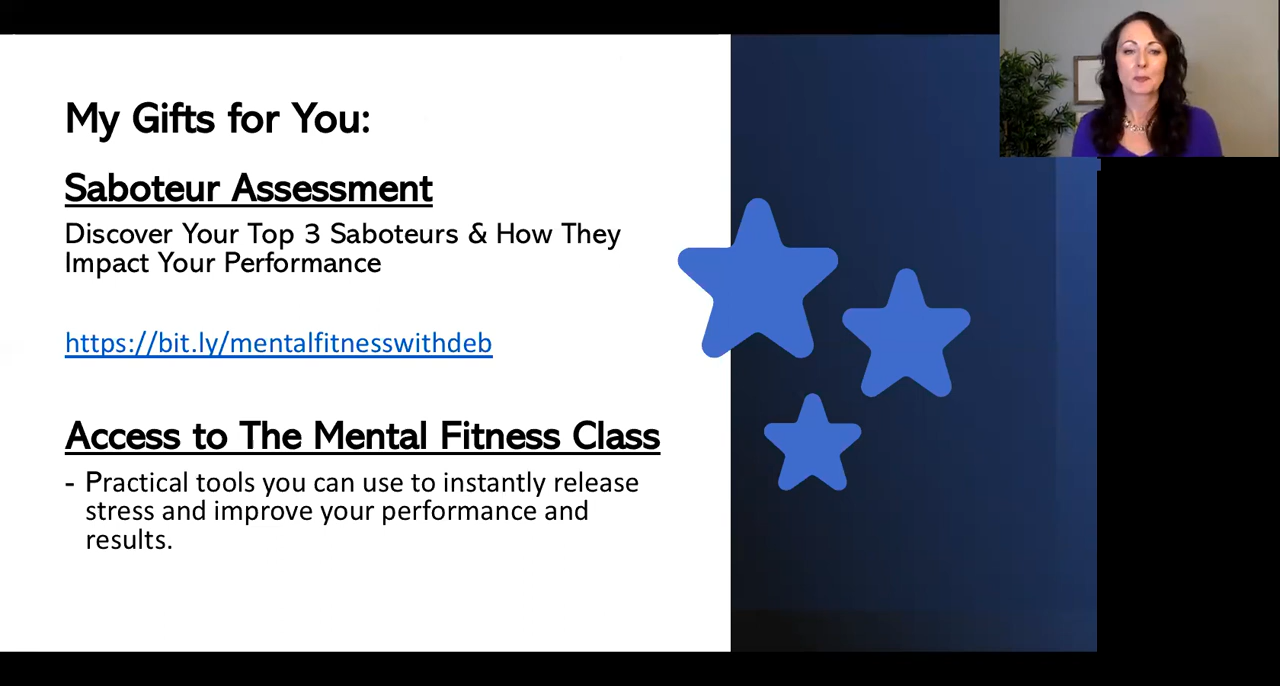 My Gifts for You:
Saboteur Assessment
Discover Your Top 3 Saboteurs & How They
Impact Your Performance
https://bit.ly/mentalfitnesswithdeb
Access to The Mental Fitness Class
- Practical tools you can use to instantly release
stress and improve your performance and
results.